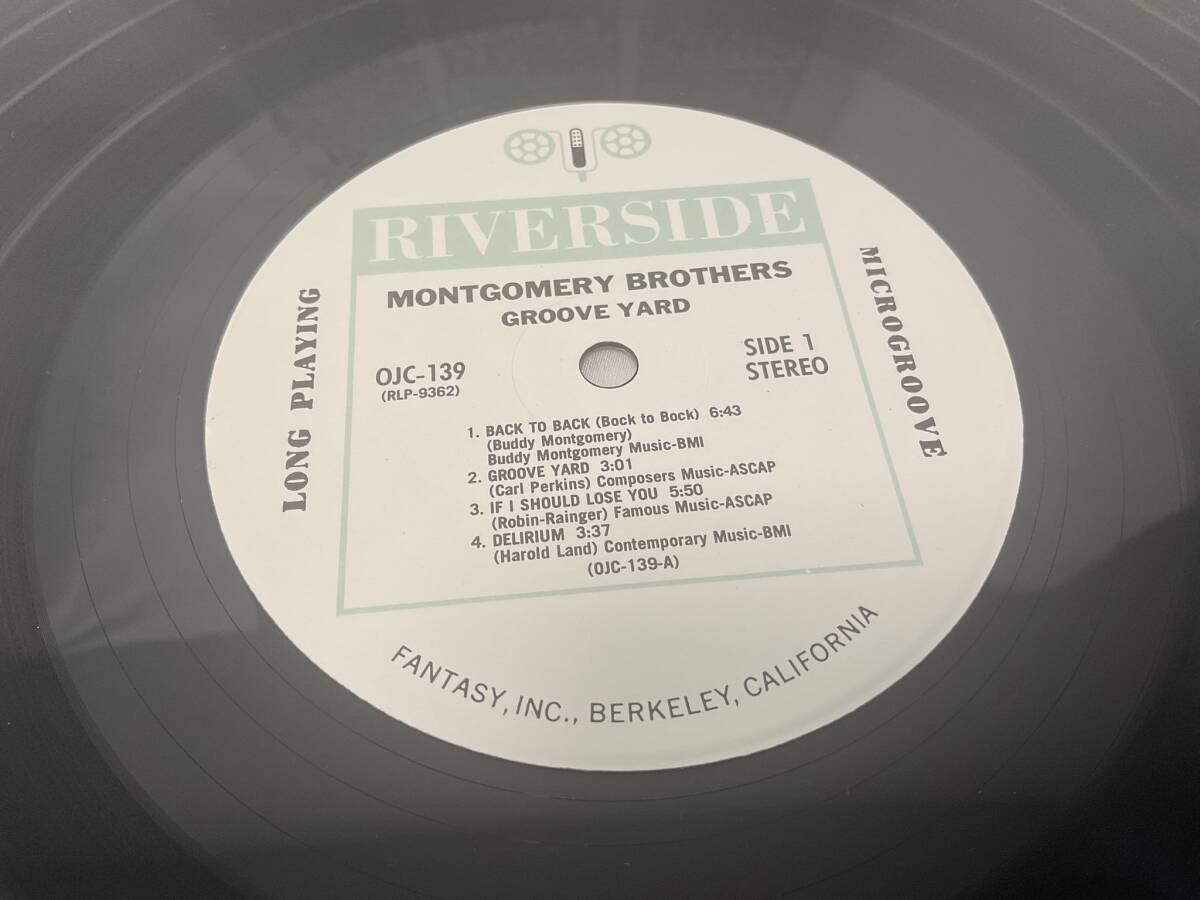 RIVERSIDE
MONTGOMERY BROTHERS
GROOVE YARD
LONG PLAYING
MICROGROOVE
OJC-139
(RLP-9362)
SIDE 1
STEREO
1. BACK TO BACK (Bock to Bock) 6:43
(Buddy Montgomery)
Buddy Montgomery Music-BMI
2. GROOVE YARD 3:01
(Carl Perkins) Composers Music-ASCAP
3. IF I SHOULD LOSE YOU 5:50
(Robin-Rainger) Famous Music-ASCAP
4. DELIRIUM 3:37
(Harold Land) Contemporary Music-BMI
(OJC-139-A)
FANTASY, INC., BERKELEY, CALIFORNIA